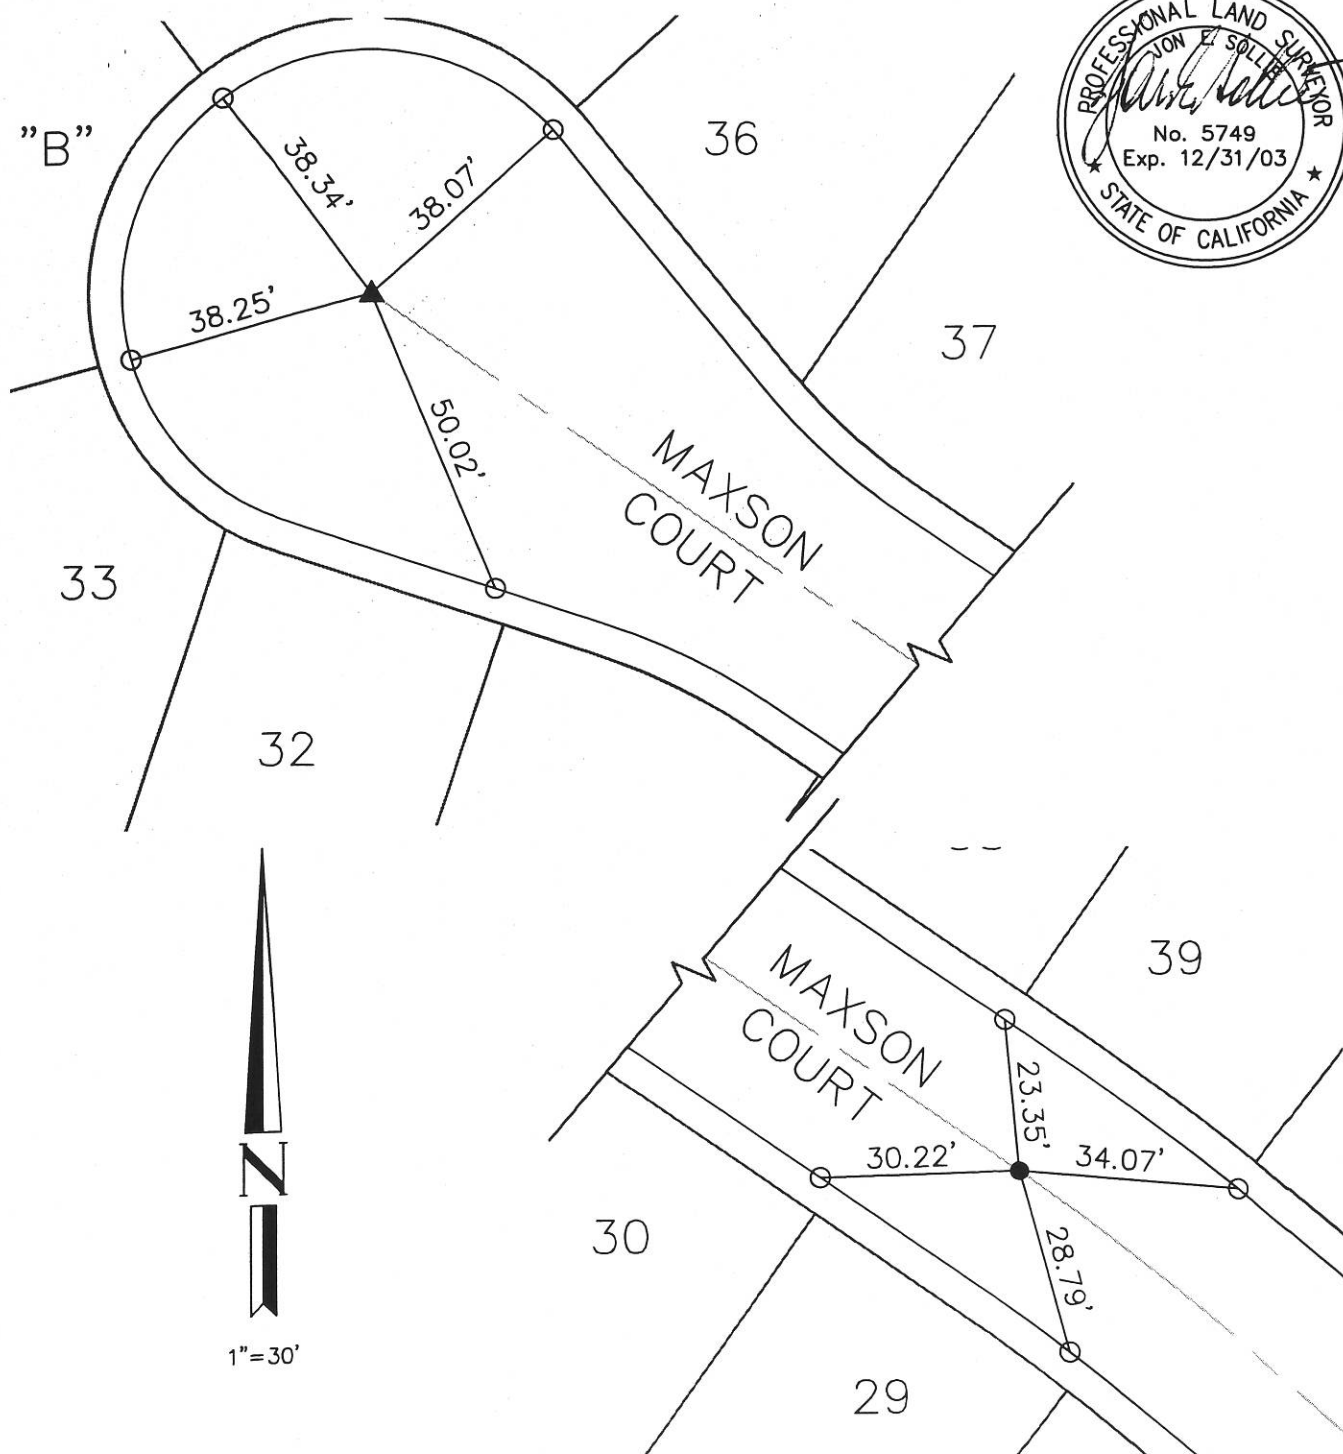 PROFESSIONAL LAND SURVEYOR
JON E. SOLLIE
No. 5749
Exp. 12/31/03
STATE OF CALIFORNIA
"B"
36
38.34'
38.07'
38.25'
37
50.02'
MAXSON
COURT
33
32
39
MAXSON
COURT
23.35'
30.22'
34.07'
28.79'
30
29
N
1"=30'